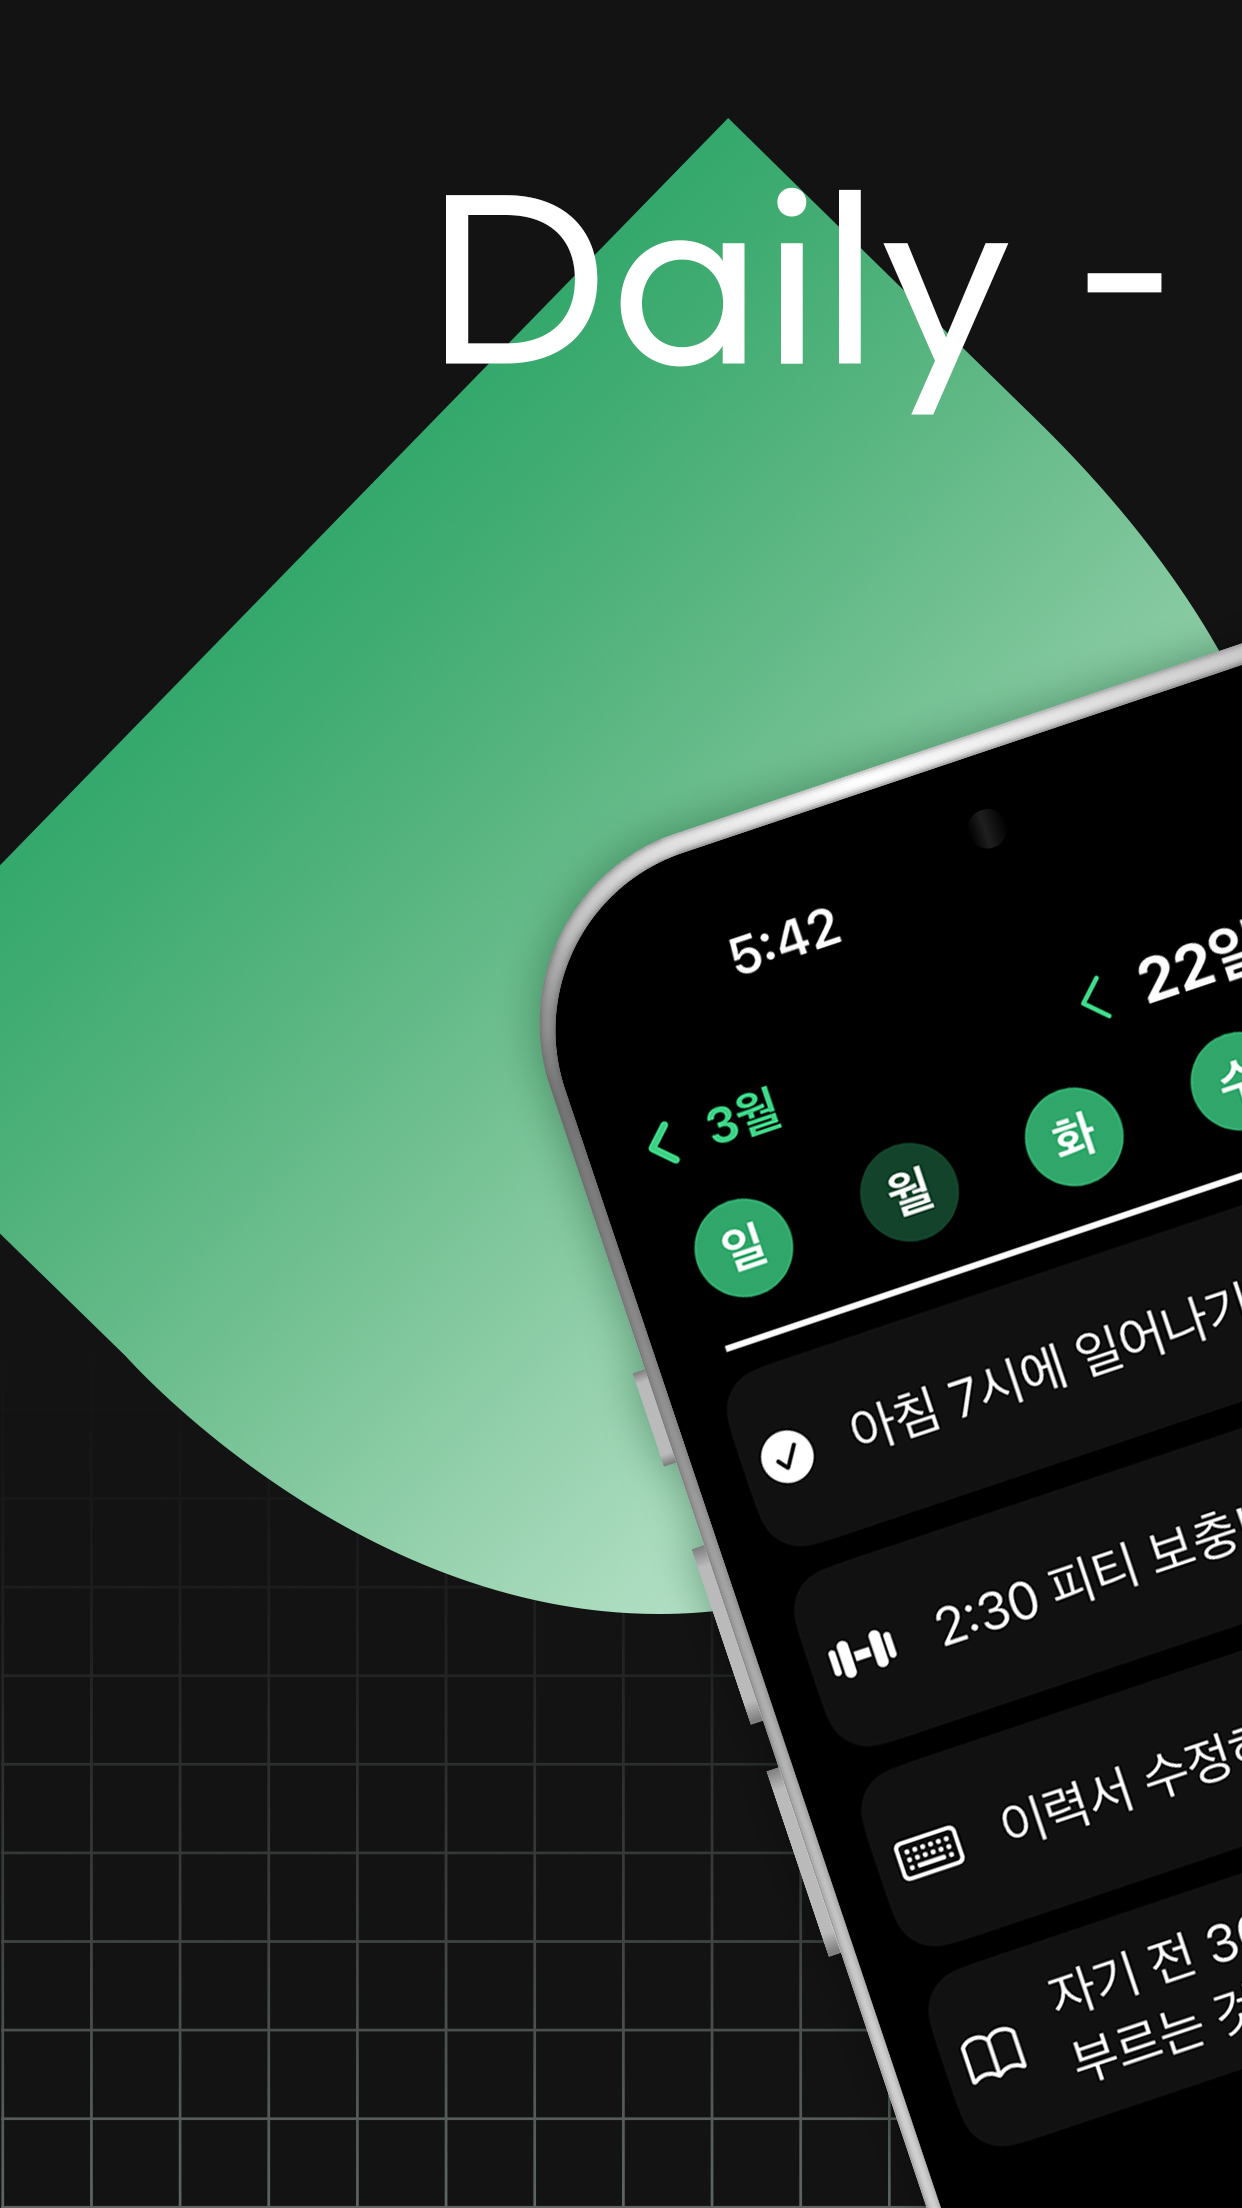 Daily -
5:42
22일
3월
일 월 화 수
아침 7시에 일어나기
2:30 피티 보충
이력서 수정
자기 전 30
부르는 것